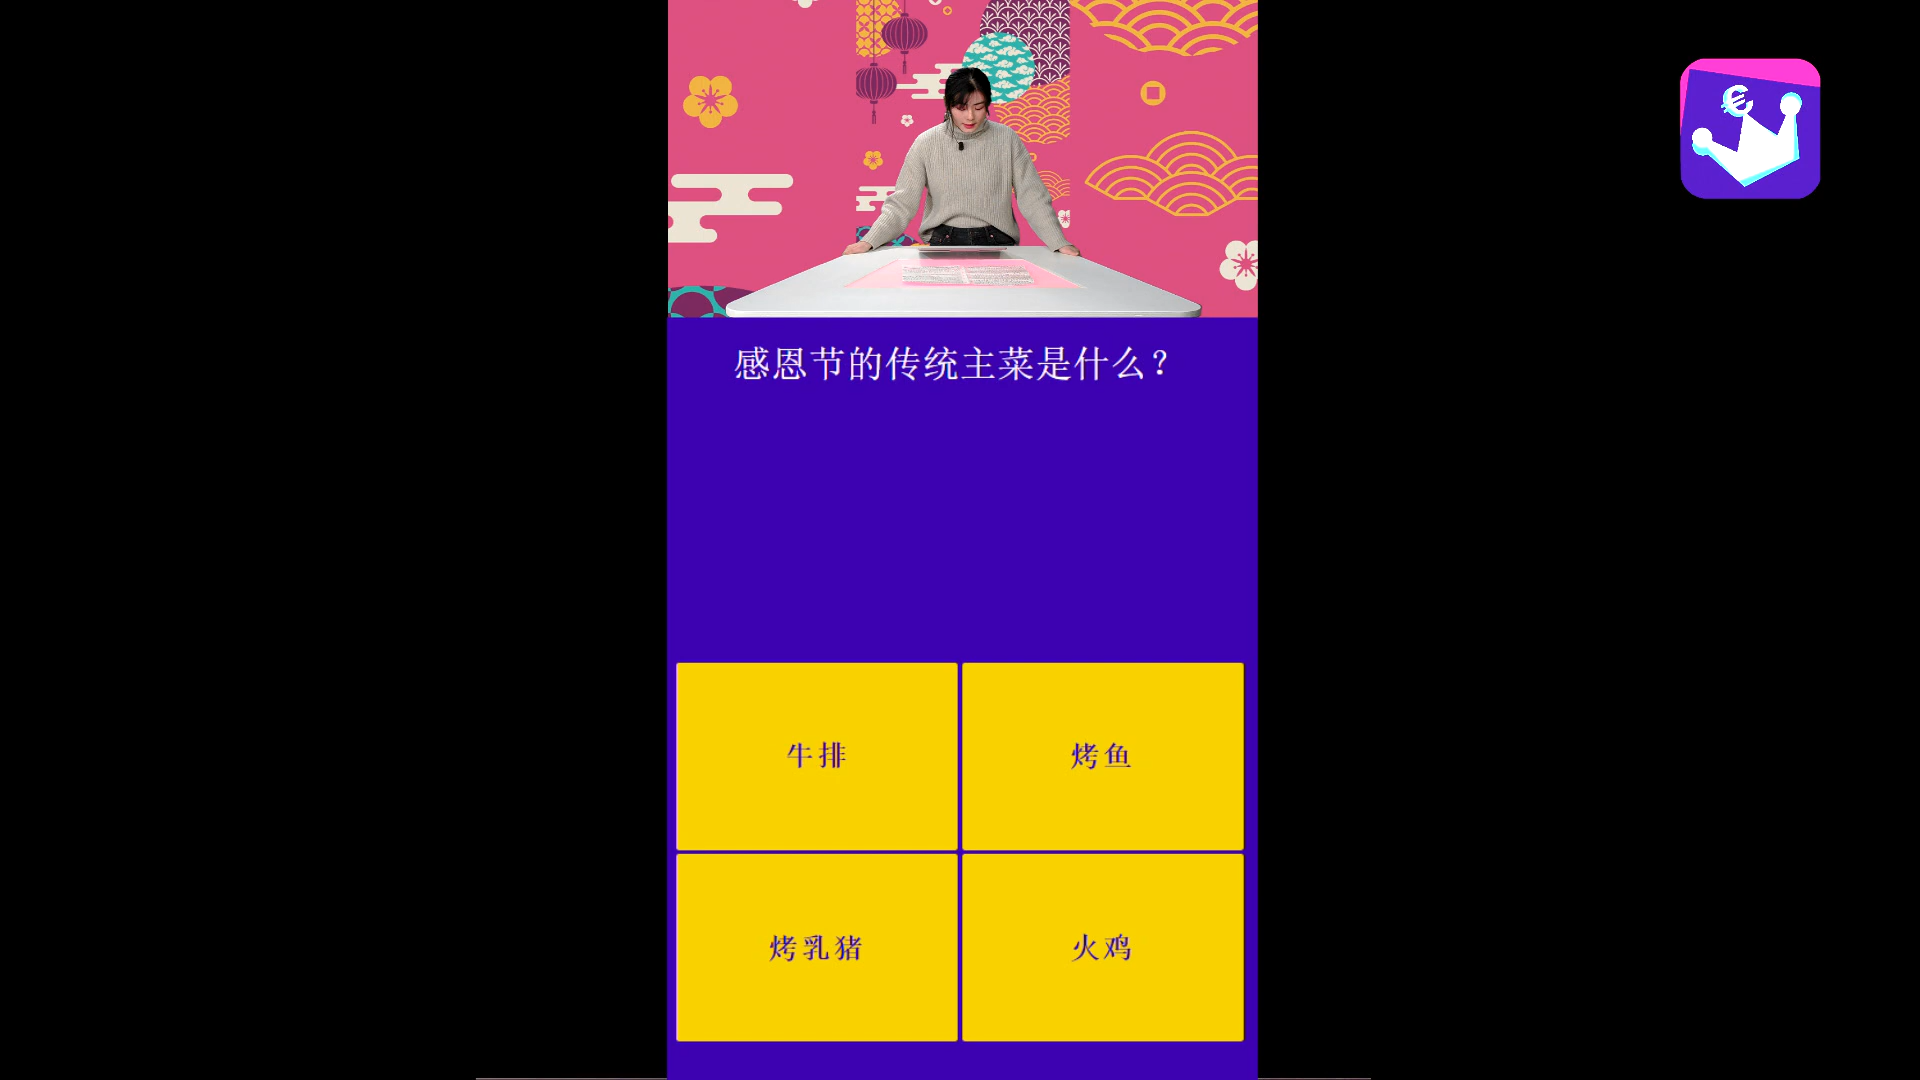 感恩节的传统主菜是什么？
牛排
烤鱼
烤乳猪
火鸡